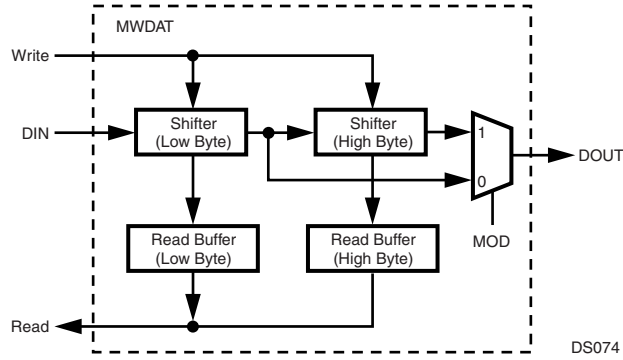 MWDAT
Write
DIN
Shifter
(Low Byte)
Shifter
(High Byte)
1
0
DOUT
MOD
Read Buffer
(Low Byte)
Read Buffer
(High Byte)
Read
DS074